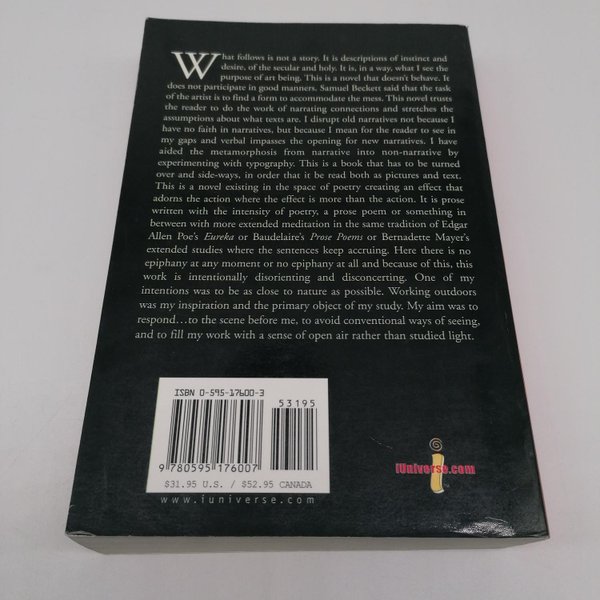 What follows is not a story. It is descriptions of instinct and
desire, of the secular and holy. It is, in a way, what I see the
purpose of art being. This is a novel that doesn't behave. It
does not participate in good manners. Samuel Beckett said that the task
of the artist is to find a form to accommodate the mess. This novel trusts
the reader to do the work of narrating connections and stretches the
assumptions about what texts are. I disrupt old narratives not because I
have no faith in narratives, but because I mean for the reader to see in
my gaps and verbal impasses the opening for new narratives. I have
aided the metamorphosis from narrative into non-narrative by
experimenting with typography. This is a book that has to be turned
over and side-ways, in order that it be read both as pictures and text.
This is a novel existing in the space of poetry creating an effect that
adorns the action where the effect is more than the action. It is prose
written with the intensity of poetry, a prose poem or something in
between with more extended meditation in the same tradition of Edgar
Allen Poe's Eureka or Baudelaire's Prose Poems or Bernadette Mayer's
extended studies where the sentences keep accruing. Here there is no
epiphany at any moment or no epiphany at all and because of this, this
work is intentionally disorienting and disconcerting. One of my
intentions was to be as close to nature as possible. Working outdoors
was my inspiration and the primary object of my study. My aim was to
respond…to the scene before me, to avoid conventional ways of seeing,
and to fill my work with a sense of open air rather than studied light.
ISBN 0-595-17600-3
53195
9 780595 176007
$31.95 U.S. / $52.95 CANADA
www.iuniverse.com
iUniverse.com